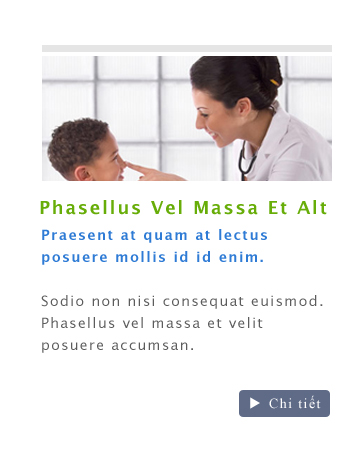 Phasellus Vel Massa Et Alt
Praesent at quam at lectus
posuere mollis id id enim.
Sodio non nisi consequat euismod.
Phasellus vel massa et velit
posuere accumsan.
Chi tiết